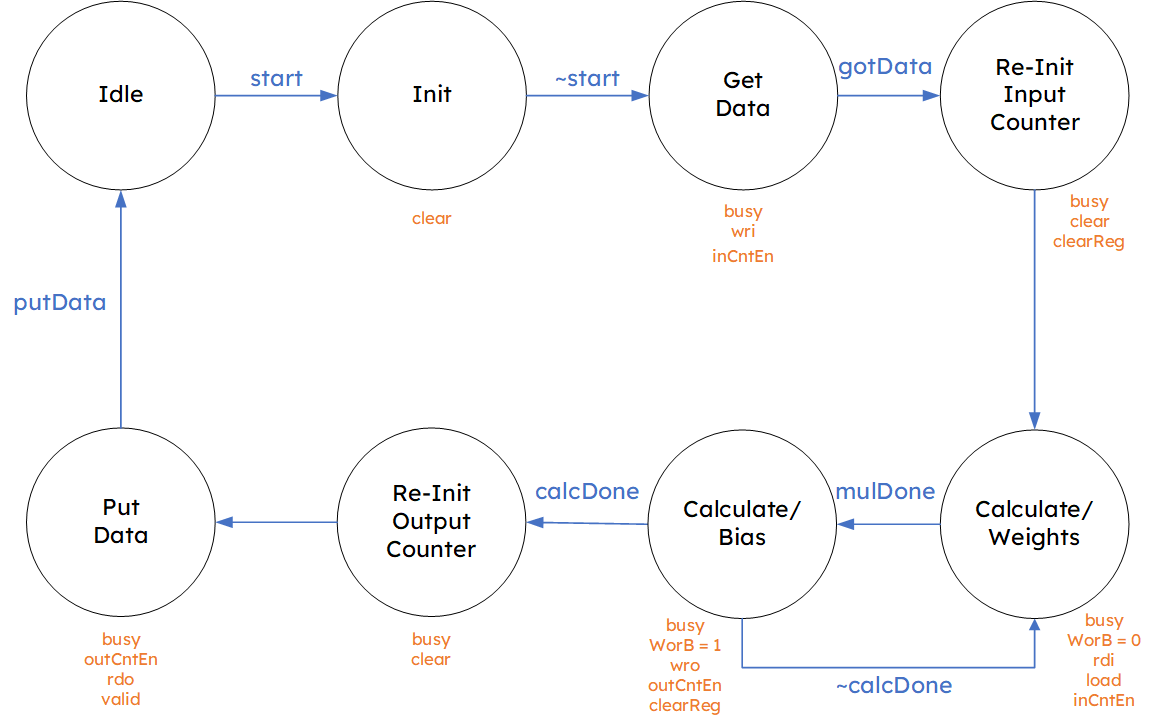 Idle
start
Init
~start
Get
Data
gotData
Re-Init
Input
Counter
clear
busy
wri
inCntEn
busy
clear
clearReg
putData
Put
Data
Re-Init
Output
Counter
calcDone
Calculate/
Bias
mulDone
Calculate/
Weights
busy
outCntEn
rdo
valid
busy
clear
busy
WorB = 1
wro
outCntEn
clearReg
~calcDone
busy
WorB = 0
rdi
load
inCntEn